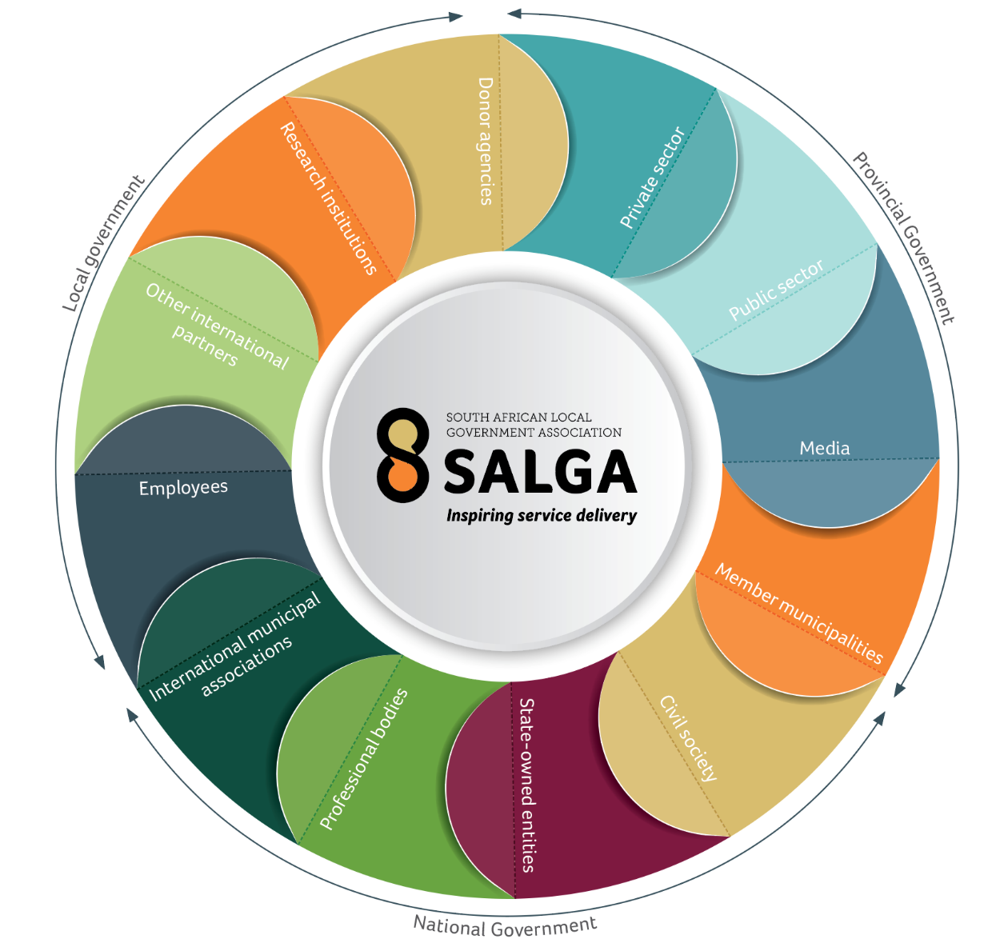 Local government
Provincial Government
National Government
Donor agencies
Private sector
Public sector
Media
Member municipalities
Civil society
State-owned entities
Professional bodies
International municipal
associations
Employees
Other international
partners
Research institutions
SOUTH AFRICAN LOCAL
GOVERNMENT ASSOCIATION
SALGA
Inspiring service delivery